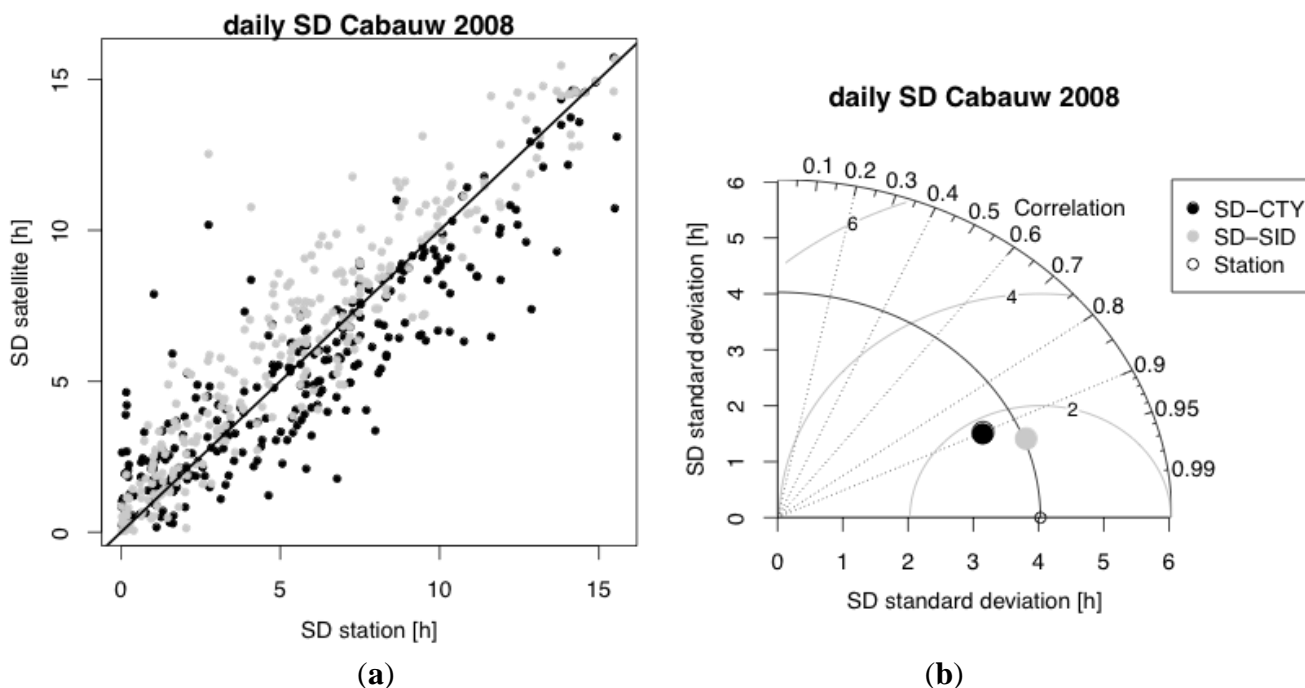 daily SD Cabauw 2008
SD satellite [h]
15
10
5
0
0 5 10 15
SD station [h]
(a)
daily SD Cabauw 2008
SD standard deviation [h]
6
5
4
3
2
1
0
0 1 2 3 4 5 6
SD standard deviation [h]
0.1
0.2
0.3
0.4
0.5
0.6
0.7
0.8
0.9
0.95
0.99
Correlation
6
4
2
SD−CTY
SD−SID
Station
(b)